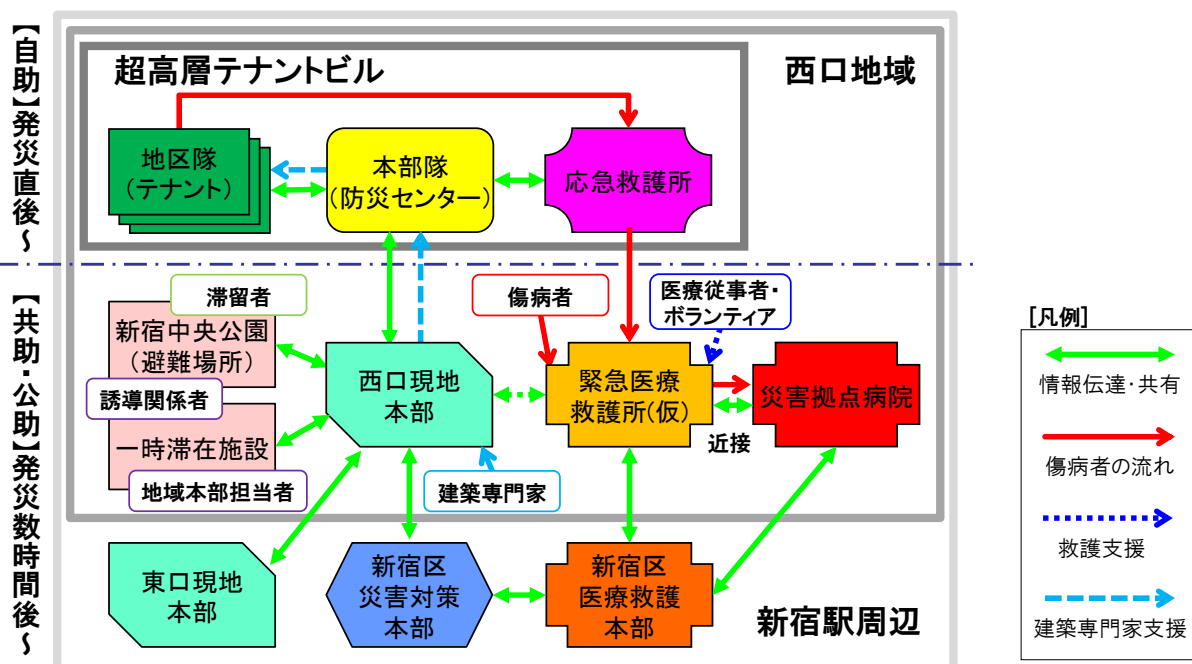 【自助】発災直後～
超高層テナントビル
西口地域
地区隊
(テナント)
本部隊
(防災センター)
応急救護所
【共助・公助】発災数時間後～
滞留者
新宿中央公園
(避難場所)
誘導関係者
一時滞在施設
地域本部担当者
西口現地
本部
建築専門家
傷病者
医療従事者・
ボランティア
緊急医療
救護所(仮)
災害拠点病院
近接
東口現地
本部
新宿区
災害対策
本部
新宿区
医療救護
本部
新宿駅周辺
[凡例]
情報伝達・共有
傷病者の流れ
救護支援
建築専門家支援